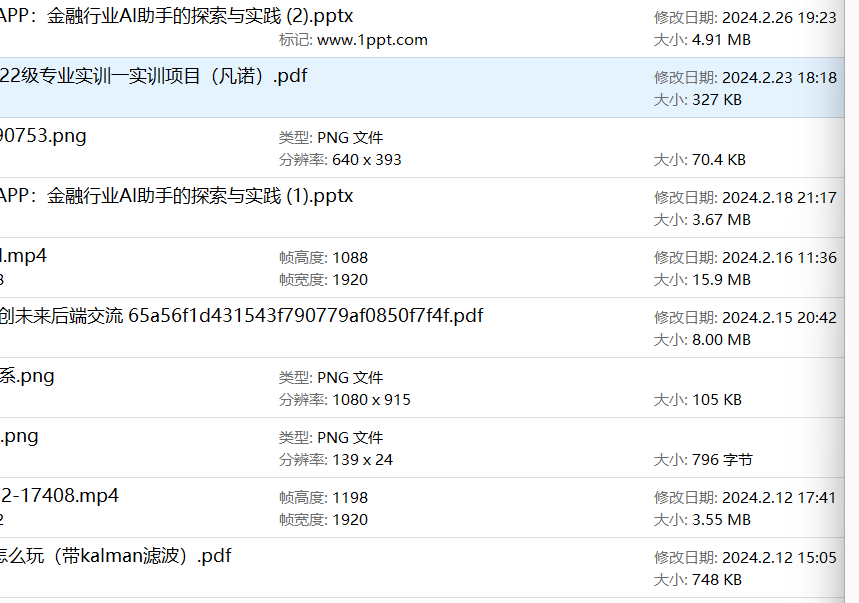 APP：金融行业AI助手的探索与实践 (2).pptx
修改日期: 2024.2.26 19:23
标记: www.1ppt.com
大小: 4.91 MB
22级专业实训一实训项目（凡诺）.pdf
修改日期: 2024.2.23 18:18
大小: 327 KB
90753.png
类型: PNG 文件
分辨率: 640 x 393
大小: 70.4 KB
APP：金融行业AI助手的探索与实践 (1).pptx
修改日期: 2024.2.18 21:17
大小: 3.67 MB
.mp4
帧高度: 1088
修改日期: 2024.2.16 11:36
帧宽度: 1920
大小: 15.9 MB
创未来后端交流 65a56f1d431543f790779af0850f7f4f.pdf
修改日期: 2024.2.15 20:42
大小: 8.00 MB
系.png
类型: PNG 文件
分辨率: 1080 x 915
大小: 105 KB
.png
类型: PNG 文件
分辨率: 139 x 24
大小: 796 字节
2-17408.mp4
帧高度: 1198
修改日期: 2024.2.12 17:41
2
帧宽度: 1920
大小: 3.55 MB
怎么玩（带kalman滤波）.pdf
修改日期: 2024.2.12 15:05
大小: 748 KB